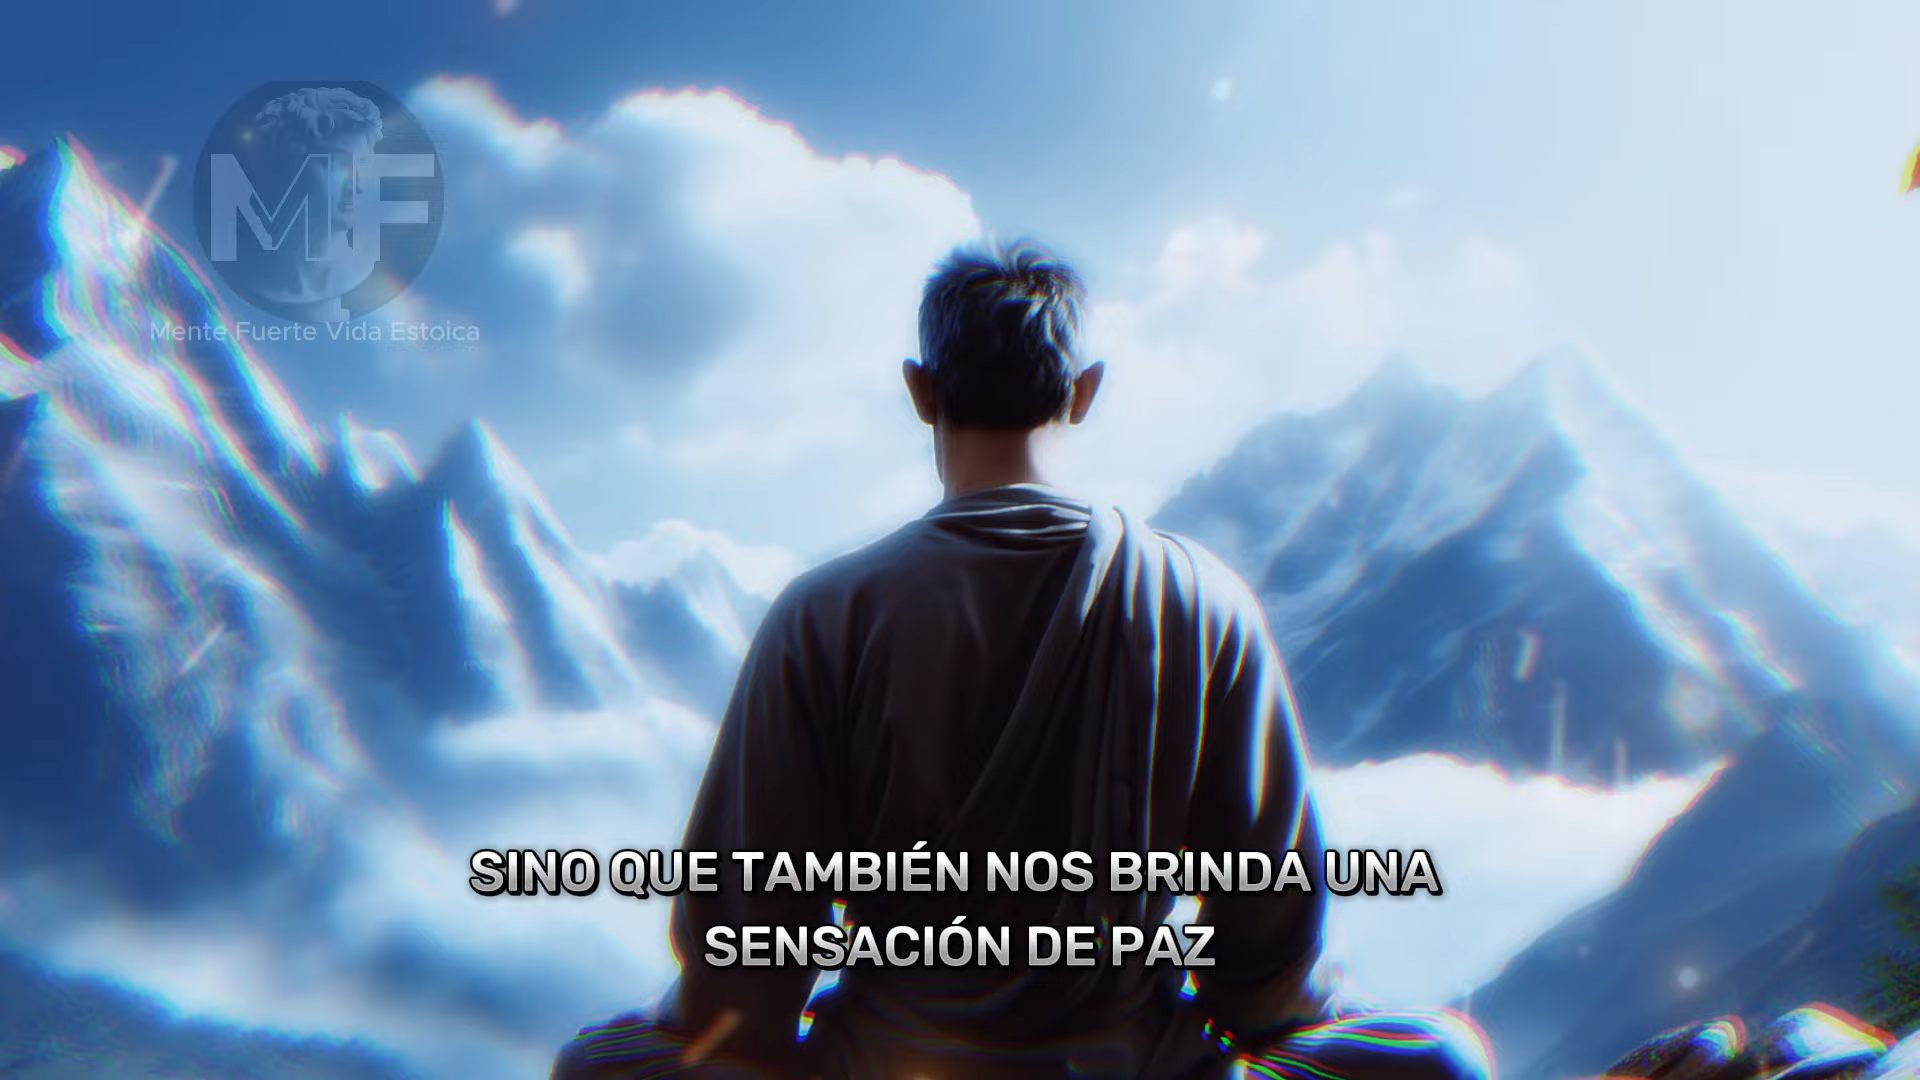 MF
Mente Fuerte Vida Estoica
SINO QUE TAMBIÉN NOS BRINDA UNA
SENSACIÓN DE PAZ